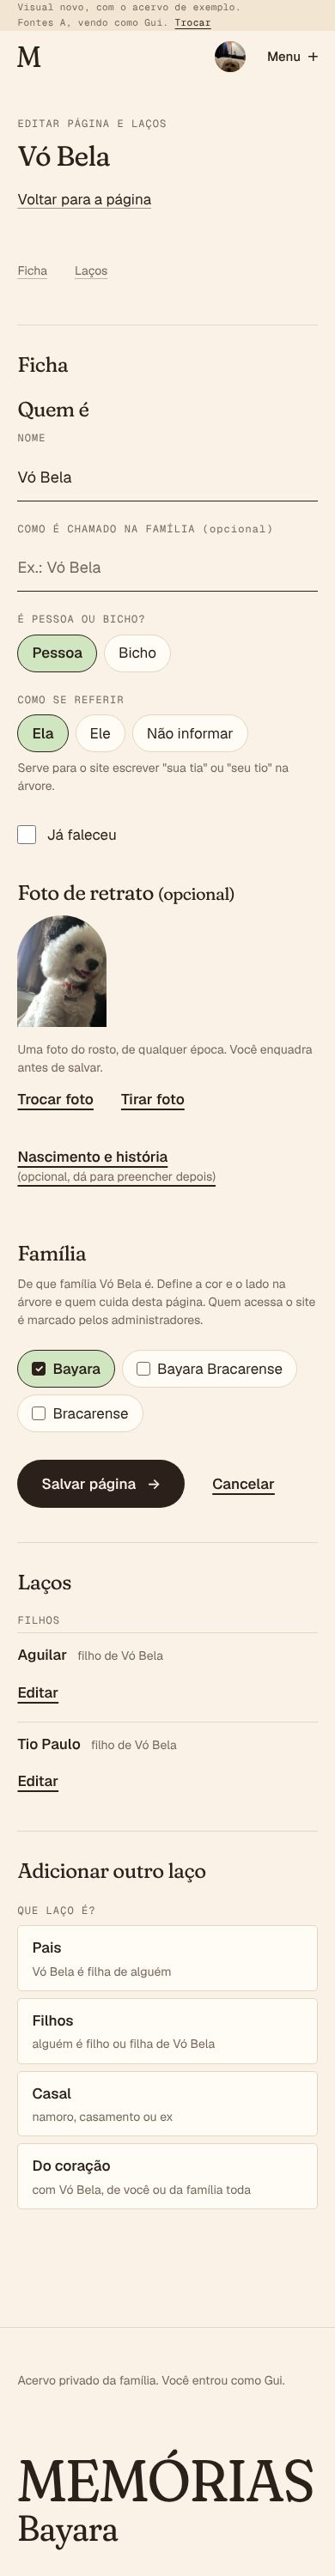 Visual novo, com o acervo de exemplo.
Fontes A, vendo como Gui. Trocar
M
Menu +
EDITAR PÁGINA E LAÇOS
Vó Bela
Voltar para a página
Ficha Laços
Ficha
Quem é
NOME
Vó Bela
COMO É CHAMADO NA FAMÍLIA (opcional)
Ex.: Vó Bela
É PESSOA OU BICHO?
Pessoa Bicho
COMO SE REFERIR
Ela Ele Não informar
Serve para o site escrever "sua tia" ou "seu tio" na
árvore.
Já faleceu
Foto de retrato (opcional)
Uma foto do rosto, de qualquer época. Você enquadra
antes de salvar.
Trocar foto Tirar foto
Nascimento e história
(opcional, dá para preencher depois)
Família
De que família Vó Bela é. Define a cor e o lado na
árvore e quem cuida desta página. Quem acessa o site
é marcado pelos administradores.
Bayara Bayara Bracarense
Bracarense
Salvar página → Cancelar
Laços
FILHOS
Aguilar filho de Vó Bela
Editar
Tio Paulo filho de Vó Bela
Editar
Adicionar outro laço
QUE LAÇO É?
Pais
Vó Bela é filha de alguém
Filhos
alguém é filho ou filha de Vó Bela
Casal
namoro, casamento ou ex
Do coração
com Vó Bela, de você ou da família toda
Acervo privado da família. Você entrou como Gui.
MEMÓRIAS
Bayara